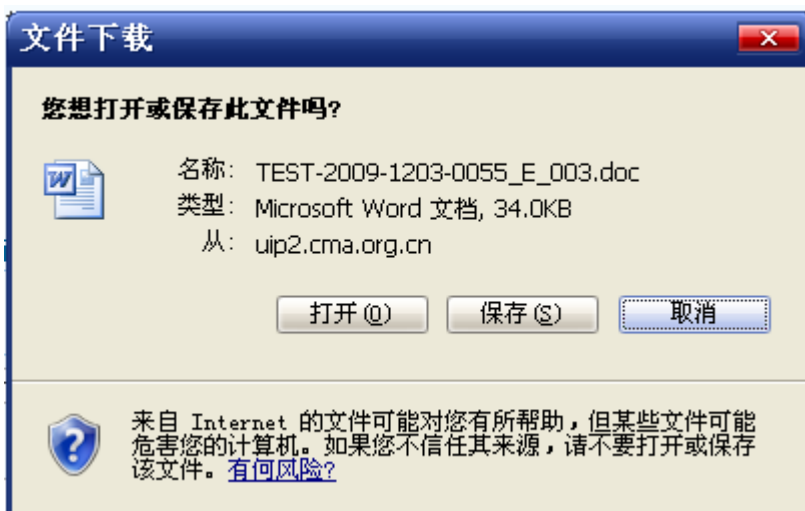 文件下载
您想打开或保存此文件吗?
名称: TEST-2009-1203-0055_E_003.doc
类型: Microsoft Word 文档, 34.0KB
从: uip2.cma.org.cn
打开(O) 保存(S) 取消
来自 Internet 的文件可能对您有所帮助,但某些文件可能
危害您的计算机。如果您不信任其来源,请不要打开或保存
该文件。有何风险?